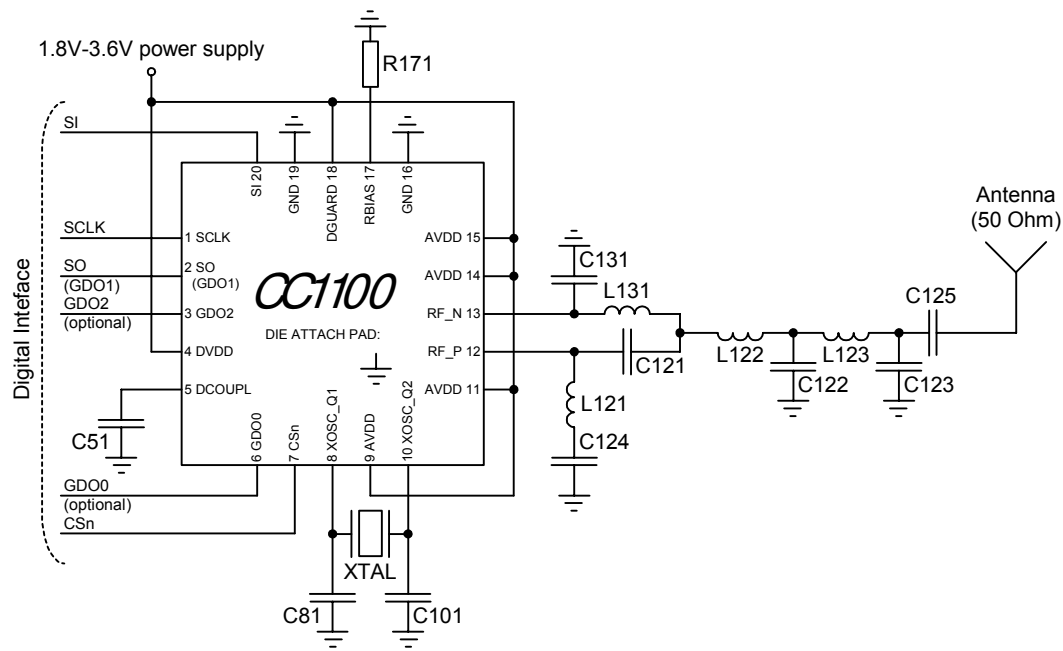 1.8V-3.6V power supply
R171
SI
SI 20
GND 19
DGUARD 18
RBIAS 17
GND 16
Antenna
(50 Ohm)
Digital Inteface
SCLK
1 SCLK
AVDD 15
SO
(GDO1)
2 SO
(GDO1)
AVDD 14
C131
L131
C125
GDO2
(optional)
3 GDO2
CC1100
RF_N 13
DIE ATTACH PAD:
4 DVDD
RF_P 12
C121
L122
C122
L123
C123
5 DCOUPL
AVDD 11
L121
C124
C51
6 GDO0
7 CSn
8 XOSC_Q1
9 AVDD
10 XOSC_Q2
GDO0
(optional)
CSn
XTAL
C81
C101